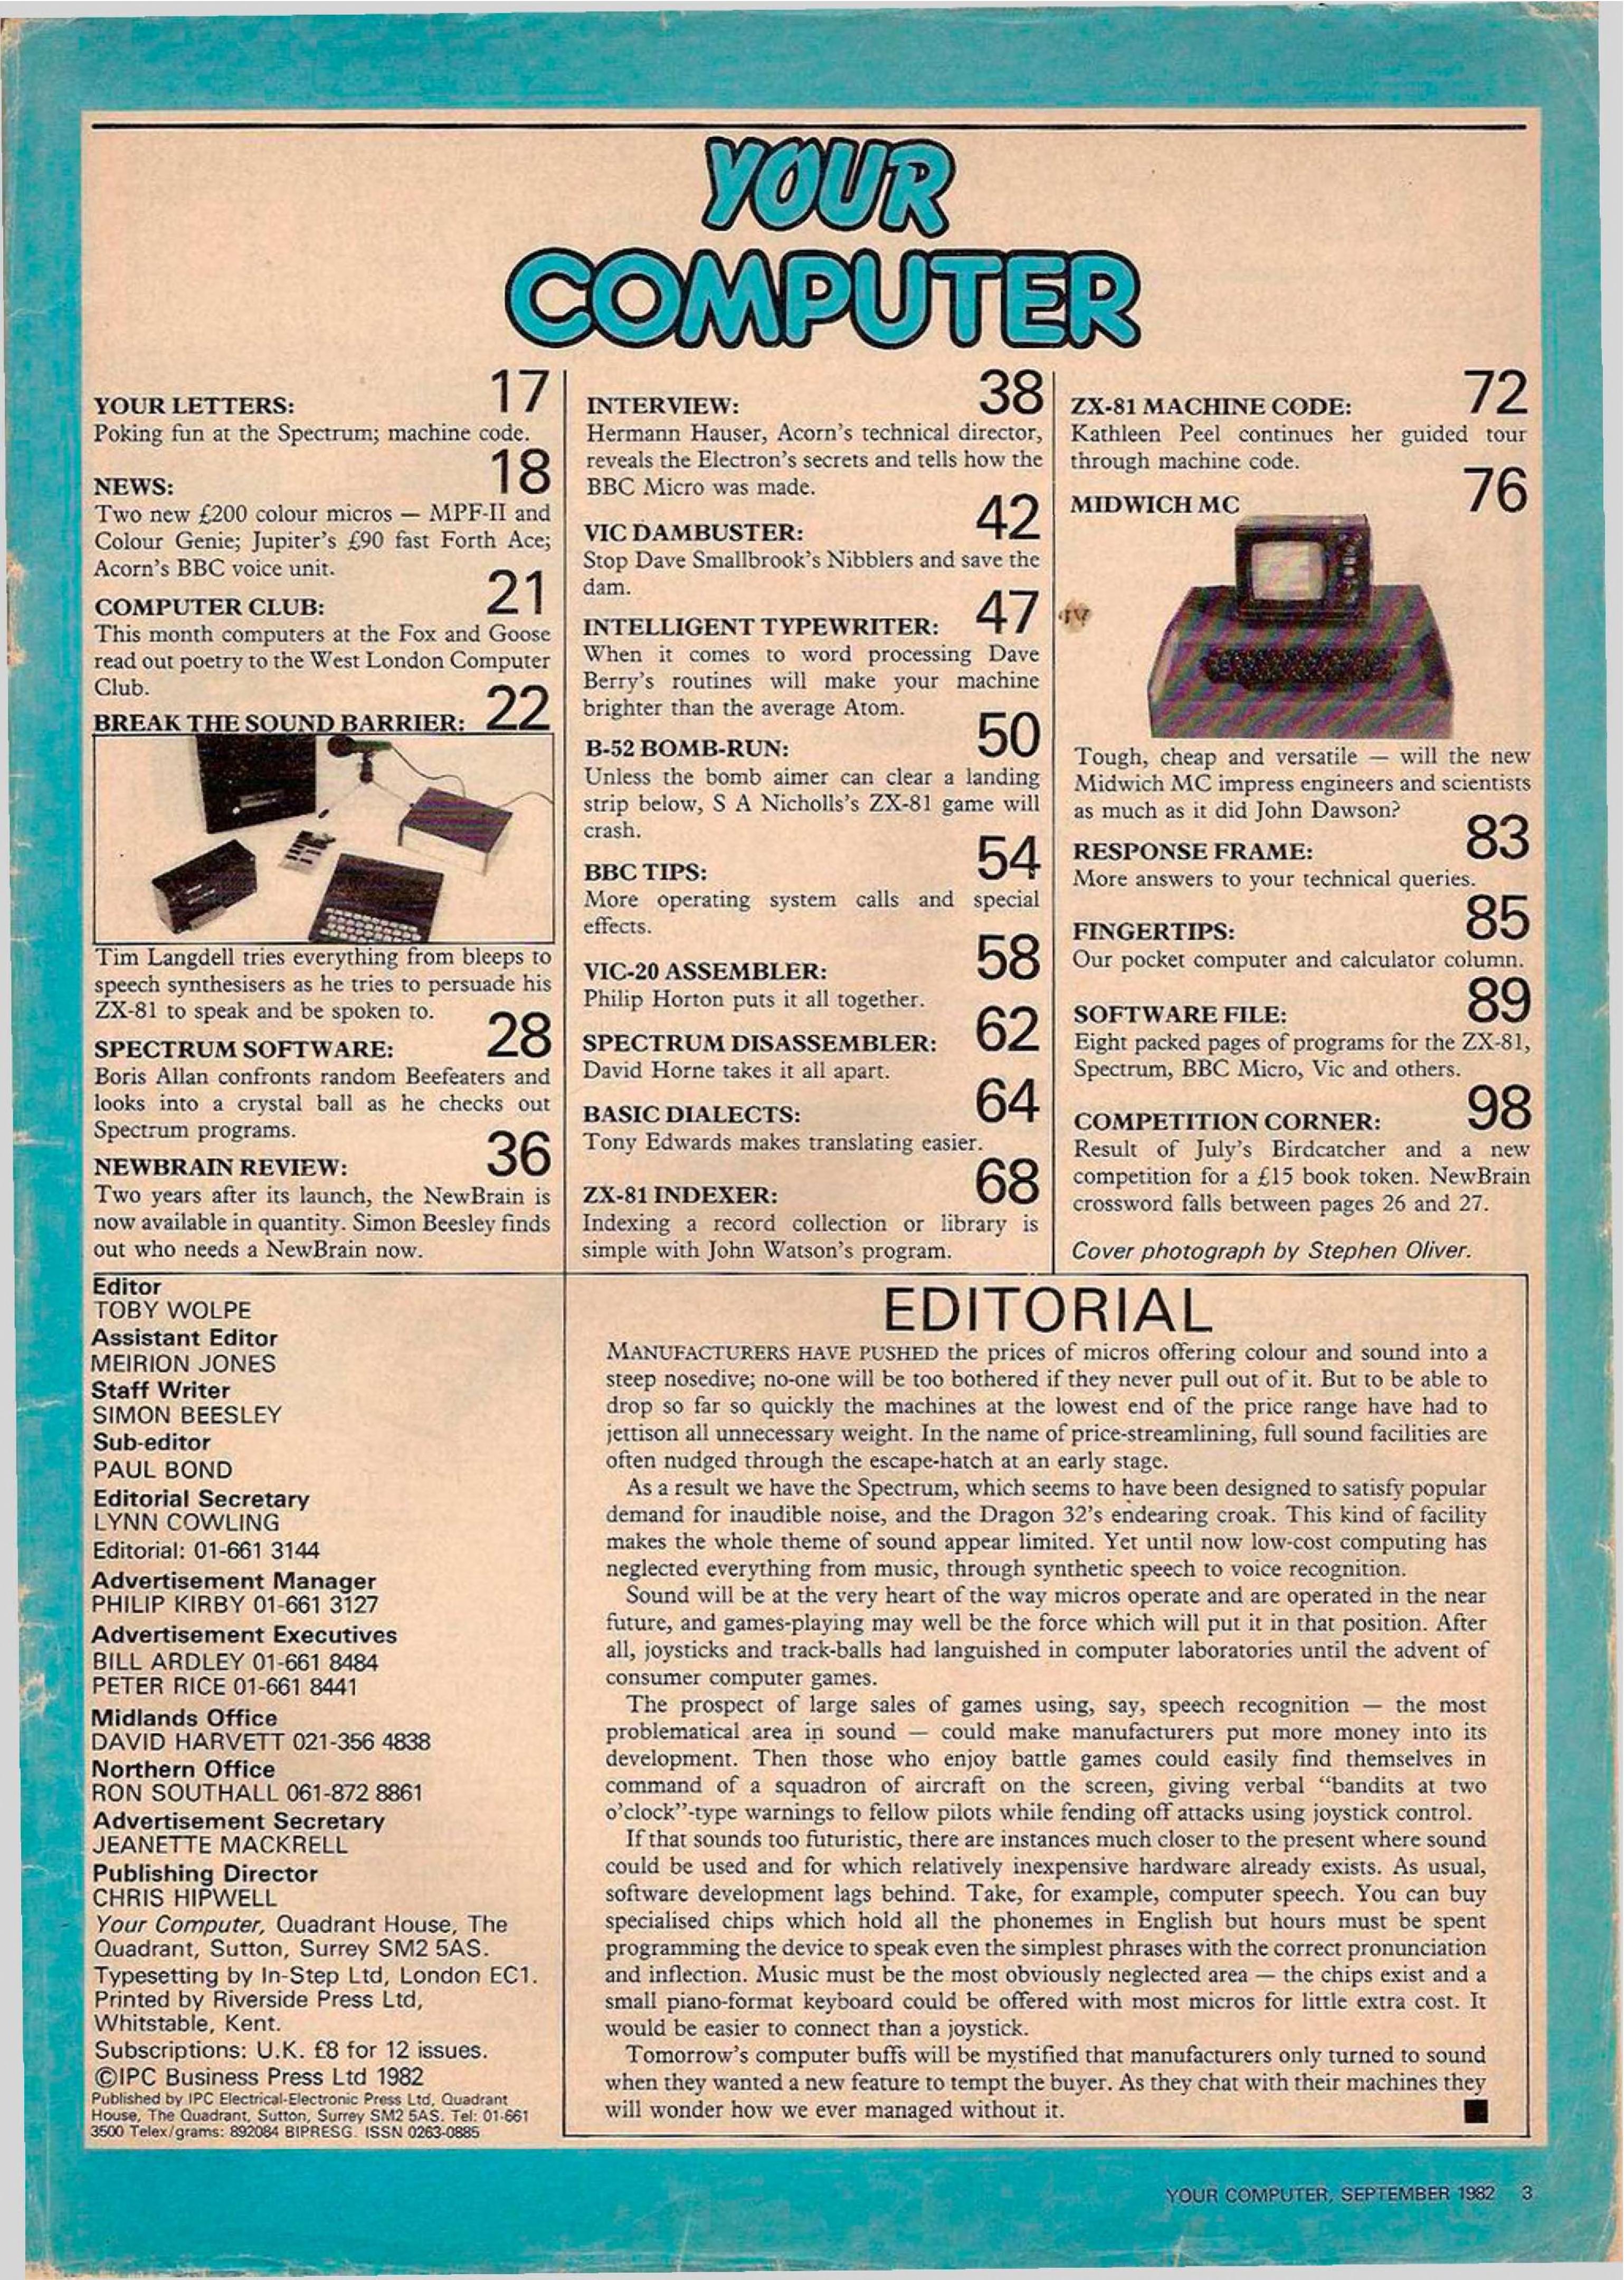 YOUR
COMPUTER
YOUR LETTERS: 17
Poking fun at the Spectrum; machine code.
NEWS: 18
Two new £200 colour micros — MPF-II and
Colour Genie; Jupiter's £90 fast Forth Ace;
Acorn's BBC voice unit.
COMPUTER CLUB: 21
This month computers at the Fox and Goose
read out poetry to the West London Computer
Club.
BREAK THE SOUND BARRIER: 22
Tim Langdell tries everything from bleeps to
speech synthesisers as he tries to persuade his
ZX-81 to speak and be spoken to.
SPECTRUM SOFTWARE: 28
Boris Allan confronts random Beefeaters and
looks into a crystal ball as he checks out
Spectrum programs.
NEWBRAIN REVIEW: 36
Two years after its launch, the NewBrain is
now available in quantity. Simon Beesley finds
out who needs a NewBrain now.
INTERVIEW: 38
Hermann Hauser, Acorn's technical director,
reveals the Electron's secrets and tells how the
BBC Micro was made.
VIC DAMBUSTER: 42
Stop Dave Smallbrook's Nibblers and save the
dam.
INTELLIGENT TYPEWRITER: 47
When it comes to word processing Dave
Berry's routines will make your machine
brighter than the average Atom.
B-52 BOMB-RUN: 50
Unless the bomb aimer can clear a landing
strip below, S A Nicholls's ZX-81 game will
crash.
BBC TIPS: 54
More operating system calls and special
effects.
VIC-20 ASSEMBLER: 58
Philip Horton puts it all together.
SPECTRUM DISASSEMBLER: 62
David Horne takes it all apart.
BASIC DIALECTS: 64
Tony Edwards makes translating easier.
ZX-81 INDEXER: 68
Indexing a record collection or library is
simple with John Watson's program.
ZX-81 MACHINE CODE: 72
Kathleen Peel continues her guided tour
through machine code.
MIDWICH MC 76
Tough, cheap and versatile — will the new
Midwich MC impress engineers and scientists
as much as it did John Dawson?
RESPONSE FRAME: 83
More answers to your technical queries.
FINGERTIPS: 85
Our pocket computer and calculator column.
SOFTWARE FILE: 89
Eight packed pages of programs for the ZX-81,
Spectrum, BBC Micro, Vic and others.
COMPETITION CORNER: 98
Result of July's Birdcatcher and a new
competition for a £15 book token. NewBrain
crossword falls between pages 26 and 27.
Cover photograph by Stephen Oliver.
Editor
TOBY WOLPE
Assistant Editor
MEIRION JONES
Staff Writer
SIMON BEESLEY
Sub-editor
PAUL BOND
Editorial Secretary
LYNN COWLING
Editorial: 01-661 3144
Advertisement Manager
PHILIP KIRBY 01-661 3127
Advertisement Executives
BILL ARDLEY 01-661 8484
PETER RICE 01-661 8441
Midlands Office
DAVID HARVETT 021-356 4838
Northern Office
RON SOUTHALL 061-872 8861
Advertisement Secretary
JEANETTE MACKRELL
Publishing Director
CHRIS HIPWELL
Your Computer, Quadrant House, The
Quadrant, Sutton, Surrey SM2 5AS.
Typesetting by In-Step Ltd, London EC1.
Printed by Riverside Press Ltd,
Whitstable, Kent.
Subscriptions: U.K. £8 for 12 issues.
©IPC Business Press Ltd 1982
Published by IPC Electrical-Electronic Press Ltd, Quadrant
House, The Quadrant, Sutton, Surrey SM2 5AS. Tel: 01-661
3500 Telex/grams: 892084 BIPRESG. ISSN 0263-0885
EDITORIAL
MANUFACTURERS HAVE PUSHED the prices of micros offering colour and sound into a
steep nosedive; no-one will be too bothered if they never pull out of it. But to be able to
drop so far so quickly the machines at the lowest end of the price range have had to
jettison all unnecessary weight. In the name of price-streamlining, full sound facilities are
often nudged through the escape-hatch at an early stage.
As a result we have the Spectrum, which seems to have been designed to satisfy popular
demand for inaudible noise, and the Dragon 32's endearing croak. This kind of facility
makes the whole theme of sound appear limited. Yet until now low-cost computing has
neglected everything from music, through synthetic speech to voice recognition.
Sound will be at the very heart of the way micros operate and are operated in the near
future, and games-playing may well be the force which will put it in that position. After
all, joysticks and track-balls had languished in computer laboratories until the advent of
consumer computer games.
The prospect of large sales of games using, say, speech recognition — the most
problematical area in sound — could make manufacturers put more money into its
development. Then those who enjoy battle games could easily find themselves in
command of a squadron of aircraft on the screen, giving verbal “bandits at two
o'clock”-type warnings to fellow pilots while fending off attacks using joystick control.
If that sounds too futuristic, there are instances much closer to the present where sound
could be used and for which relatively inexpensive hardware already exists. As usual,
software development lags behind. Take, for example, computer speech. You can buy
specialised chips which hold all the phonemes in English but hours must be spent
programming the device to speak even the simplest phrases with the correct pronunciation
and inflection. Music must be the most obviously neglected area — the chips exist and a
small piano-format keyboard could be offered with most micros for little extra cost. It
would be easier to connect than a joystick.
Tomorrow's computer buffs will be mystified that manufacturers only turned to sound
when they wanted a new feature to tempt the buyer. As they chat with their machines they
will wonder how we ever managed without it.
YOUR COMPUTER, SEPTEMBER 1982 3